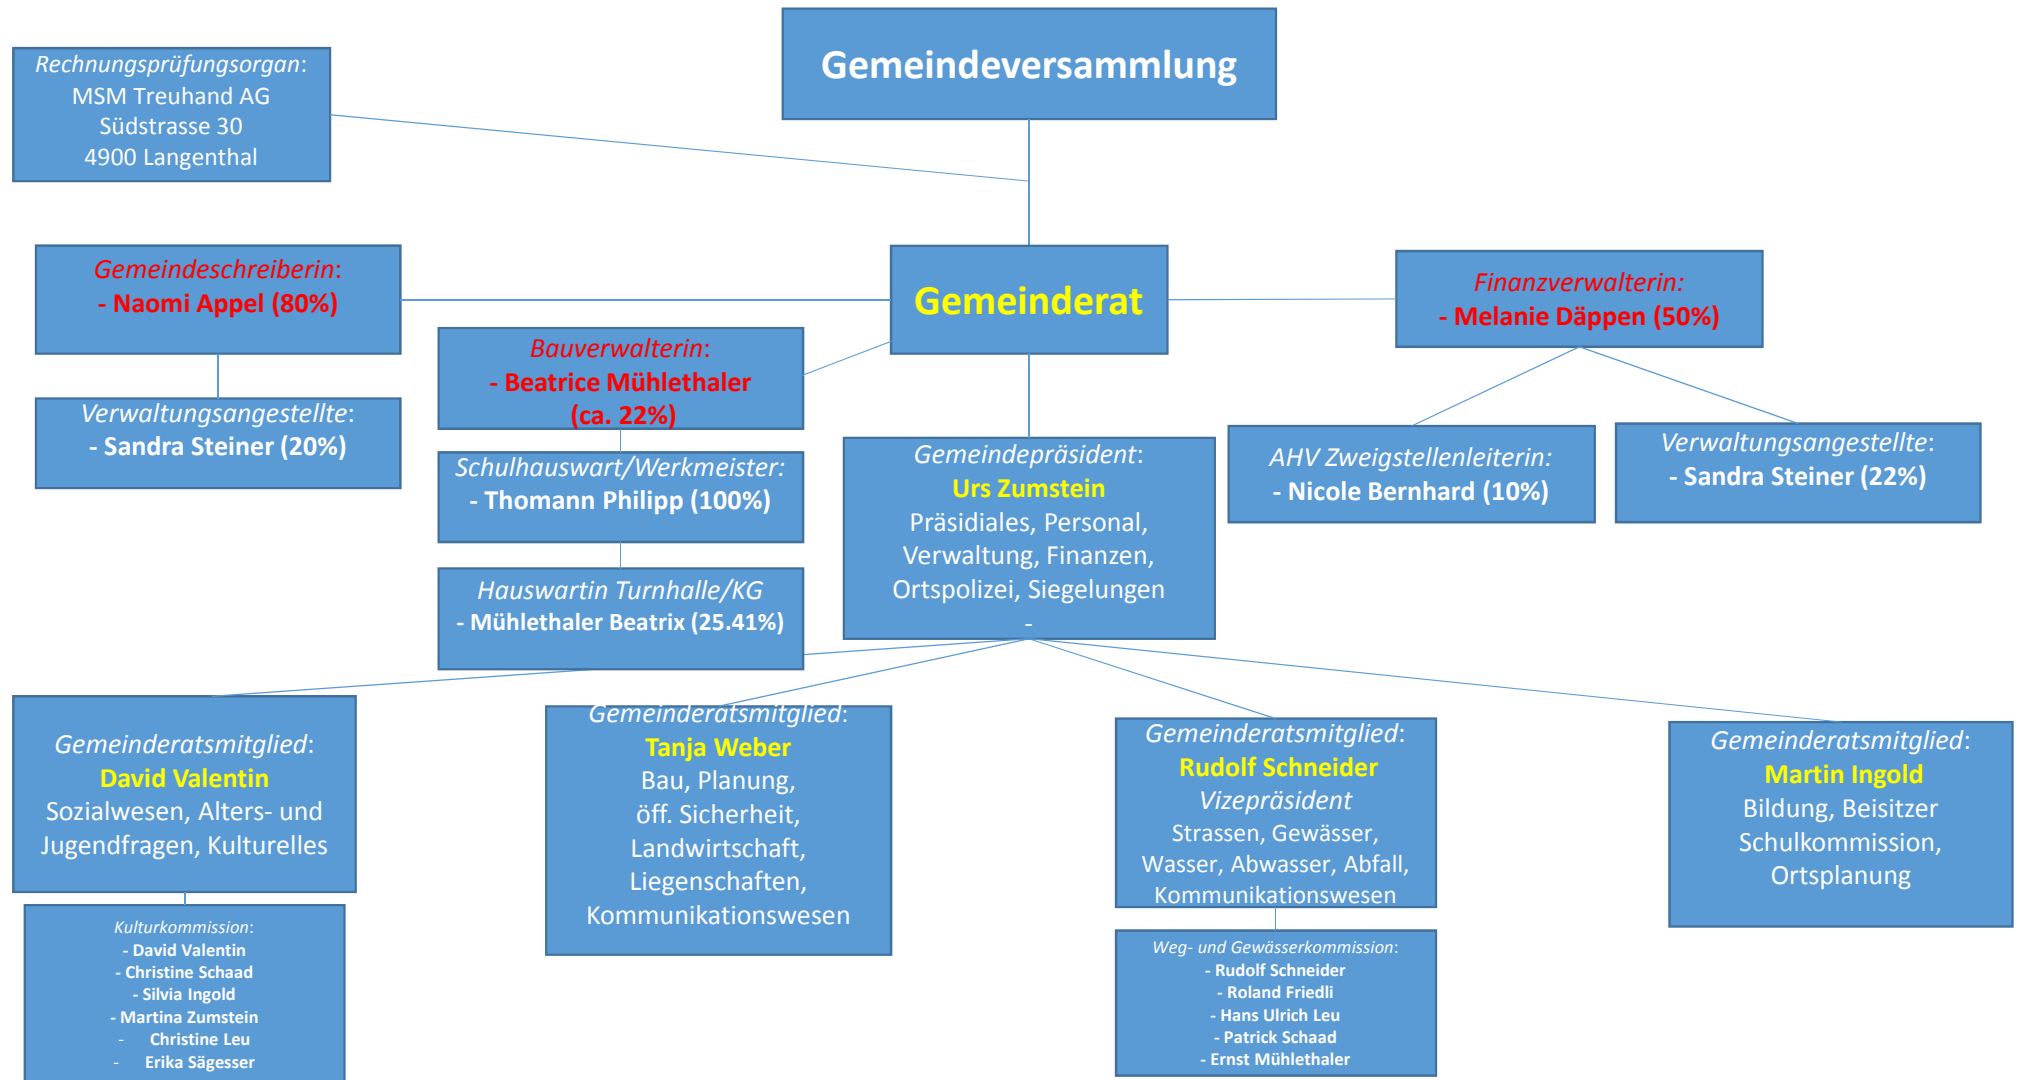 Gemeindeversammlung
Rechnungsprüfungsorgan:
MSM Treuhand AG
Südstrasse 30
4900 Langenthal
Gemeindeschreiberin:
- Naomi Appel (80%)
Gemeinderat
Finanzverwalterin:
- Melanie Däppen (50%)
Bauverwalterin:
- Beatrice Mühlethaler
(ca. 22%)
Verwaltungsangestellte:
- Sandra Steiner (20%)
Schulhauswart/Werkmeister:
- Thomann Philipp (100%)
Hauswartin Turnhalle/KG
- Mühlethaler Beatrix (25.41%)
Gemeindepräsident:
Urs Zumstein
Präsidiales, Personal,
Verwaltung, Finanzen,
Ortspolizei, Siegelungen
-
AHV Zweigstellenleiterin:
- Nicole Bernhard (10%)
Verwaltungsangestellte:
- Sandra Steiner (22%)
Gemeinderatsmitglied:
David Valentin
Sozialwesen, Alters- und
Jugendfragen, Kulturelles
Gemeinderatsmitglied:
Tanja Weber
Bau, Planung,
öff. Sicherheit,
Landwirtschaft,
Liegenschaften,
Kommunikationswesen
Gemeinderatsmitglied:
Rudolf Schneider
Vizepräsident
Strassen, Gewässer,
Wasser, Abwasser, Abfall,
Kommunikationswesen
Gemeinderatsmitglied:
Martin Ingold
Bildung, Beisitzer
Schulkommission,
Ortsplanung
Kulturkommission:
- David Valentin
- Christine Schaad
- Silvia Ingold
- Martina Zumstein
- Christine Leu
- Erika Sägesser
Weg- und Gewässerkommission:
- Rudolf Schneider
- Roland Friedli
- Hans Ulrich Leu
- Patrick Schaad
- Ernst Mühlethaler